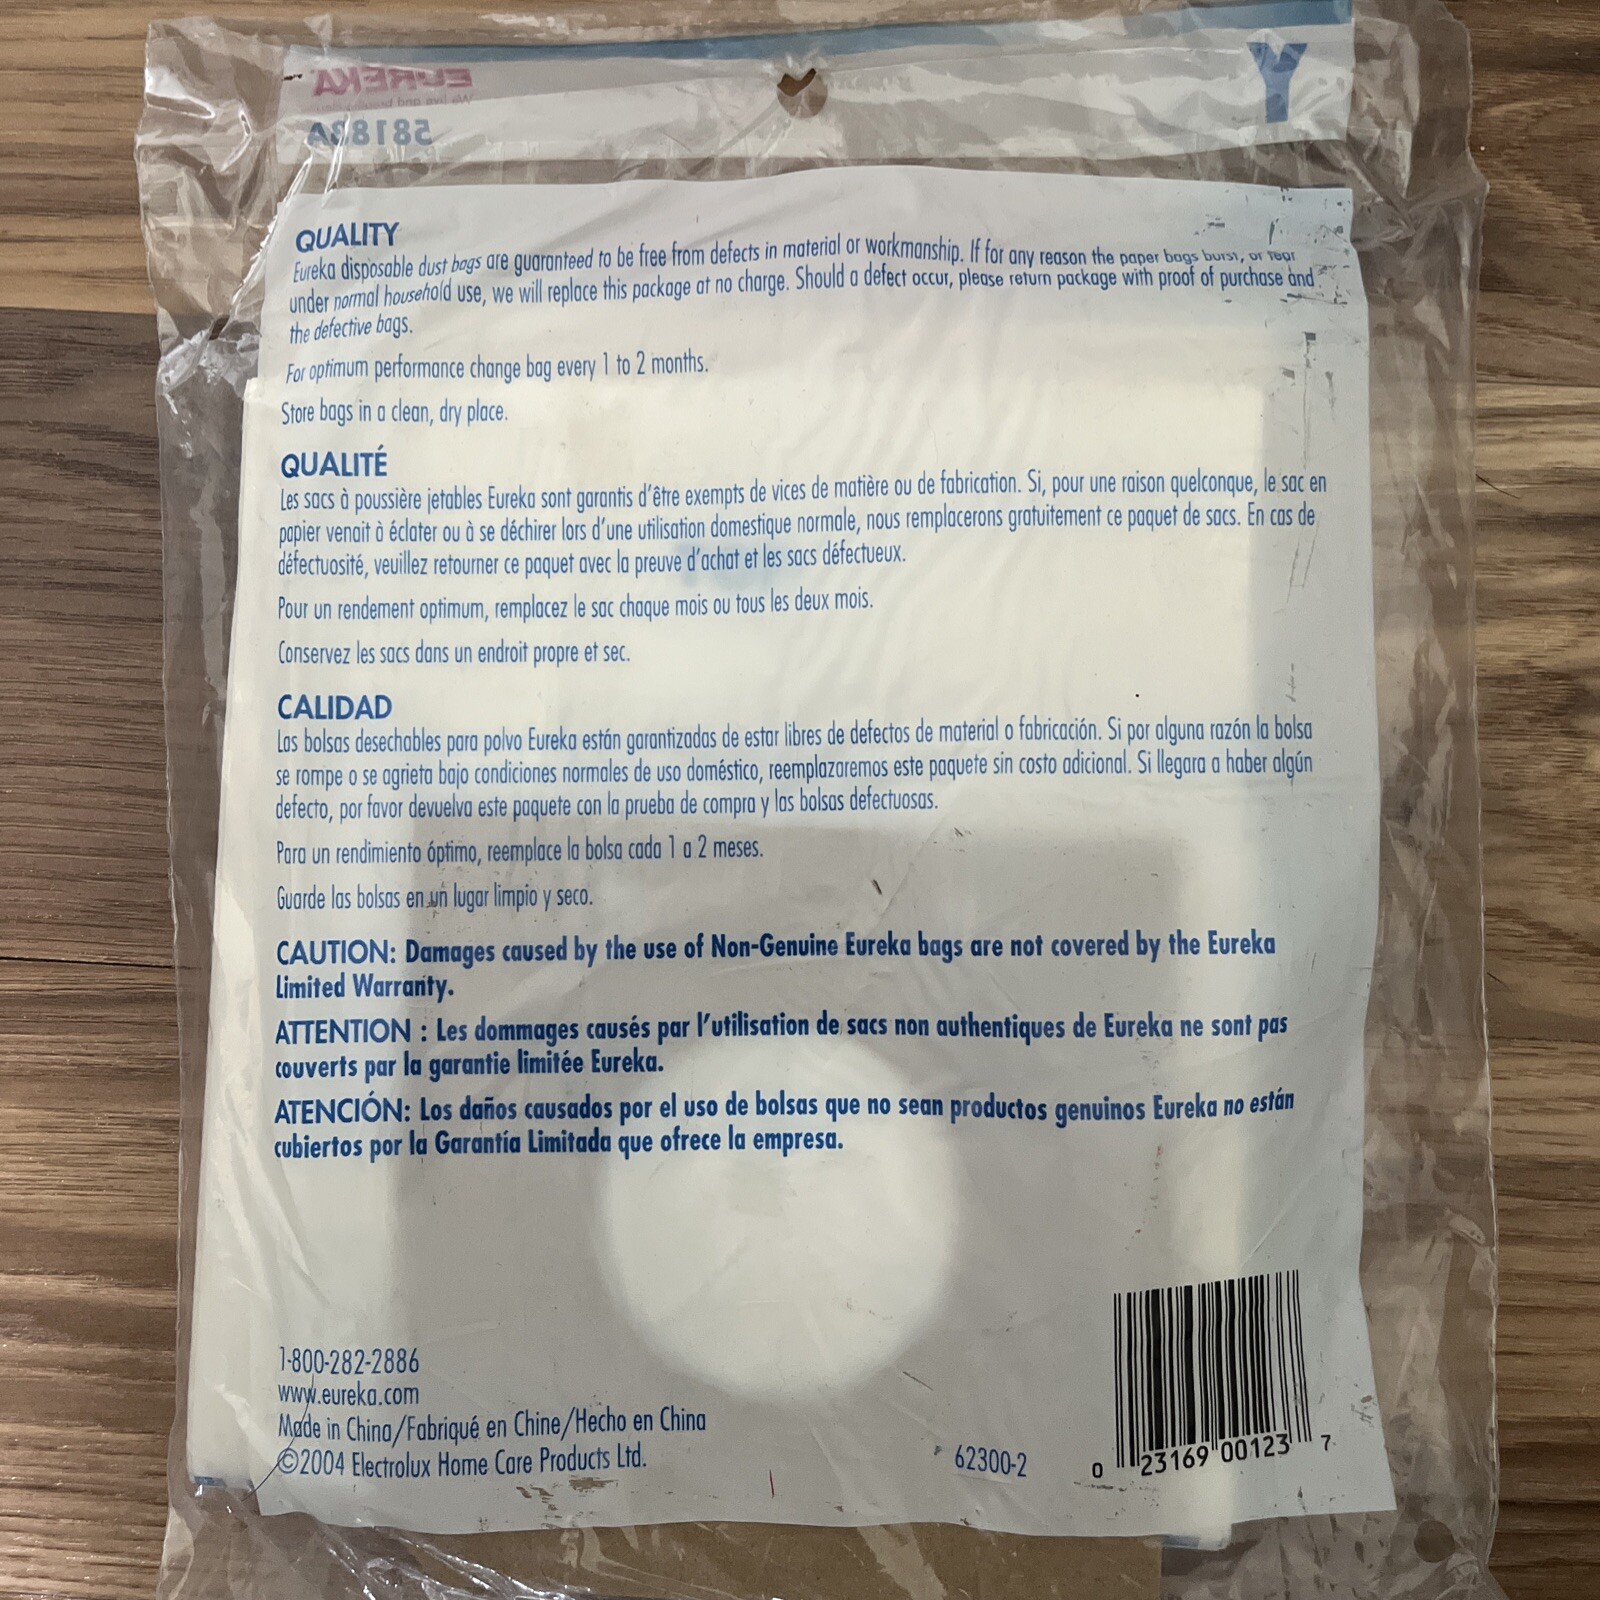 EUREKA
Y
58183A
QUALITY
Eureka disposable dust bags are guaranteed to be free from defects in material or workmanship. If for any reason the paper bags burst, or tear
under normal household use, we will replace this package at no charge. Should a defect occur, please return package with proof of purchase and
the defective bags.
For optimum performance change bag every 1 to 2 months.
Store bags in a clean, dry place.
QUALITÉ
Les sacs à poussière jetables Eureka sont garantis d'être exempts de vices de matière ou de fabrication. Si, pour une raison quelconque, le sac en
papier venait à éclater ou à se déchirer lors d'une utilisation domestique normale, nous remplacerons gratuitement ce paquet de sacs. En cas de
défectuosité, veuillez retourner ce paquet avec la preuve d'achat et les sacs défectueux.
Pour un rendement optimum, remplacez le sac chaque mois ou tous les deux mois.
Conservez les sacs dans un endroit propre et sec.
CALIDAD
Las bolsas desechables para polvo Eureka están garantizadas de estar libres de defectos de material o fabricación. Si por alguna razón la bolsa
se rompe o se agrieta bajo condiciones normales de uso doméstico, reemplazaremos este paquete sin costo adicional. Si llegara a haber algún
defecto, por favor devuelva este paquete con la prueba de compra y las bolsas defectuosas.
Para un rendimiento óptimo, reemplace la bolsa cada 1 a 2 meses.
Guarde las bolsas en un lugar limpio y seco.
CAUTION: Damages caused by the use of Non-Genuine Eureka bags are not covered by the Eureka
Limited Warranty.
ATTENTION : Les dommages causés par l'utilisation de sacs non authentiques de Eureka ne sont pas
couverts par la garantie limitée Eureka.
ATENCIÓN: Los daños causados por el uso de bolsas que no sean productos genuinos Eureka no están
cubiertos por la Garantía Limitada que ofrece la empresa.
1-800-282-2886
www.eureka.com
Made in China/Fabriqué en Chine/Hecho en China
©2004 Electrolux Home Care Products Ltd.
62300-2
0 23169 00123 7